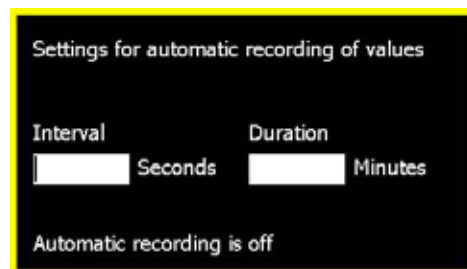 Settings for automatic recording of values
Interval Duration
Seconds Minutes
Automatic recording is off